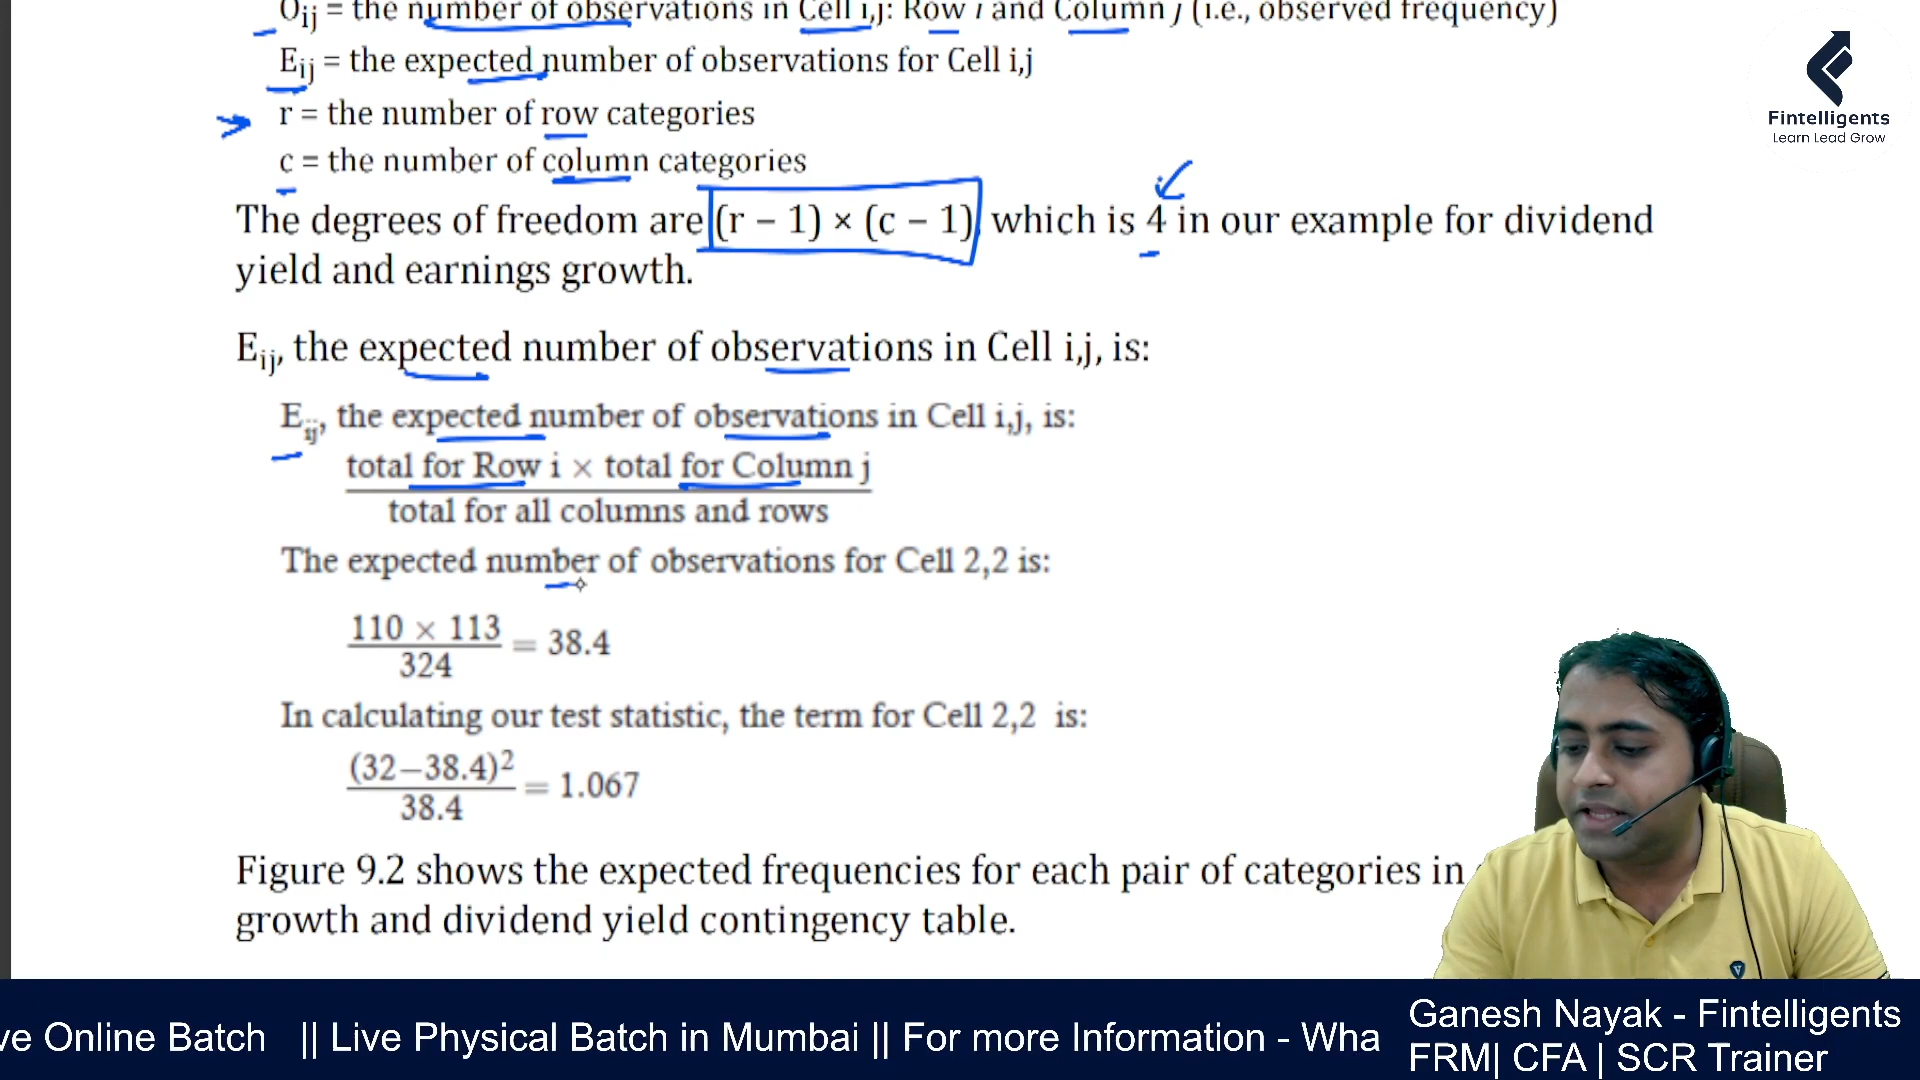 Oij = the number of observations in Cell i,j: Row i and Column j (i.e., observed frequency)
Eij = the expected number of observations for Cell i,j
r = the number of row categories
c = the number of column categories
The degrees of freedom are (r − 1) × (c − 1), which is 4 in our example for dividend
yield and earnings growth.
Eij, the expected number of observations in Cell i,j, is:
Eij, the expected number of observations in Cell i,j, is:
total for Row i × total for Column j
total for all columns and rows
The expected number of observations for Cell 2,2 is:
110 × 113
324
= 38.4
In calculating our test statistic, the term for Cell 2,2 is:
(32−38.4)2
38.4
= 1.067
Figure 9.2 shows the expected frequencies for each pair of categories in
growth and dividend yield contingency table.
Fintelligents
Learn Lead Grow
ve Online Batch || Live Physical Batch in Mumbai || For more Information - Wha
Ganesh Nayak - Fintelligents
FRM| CFA | SCR Trainer